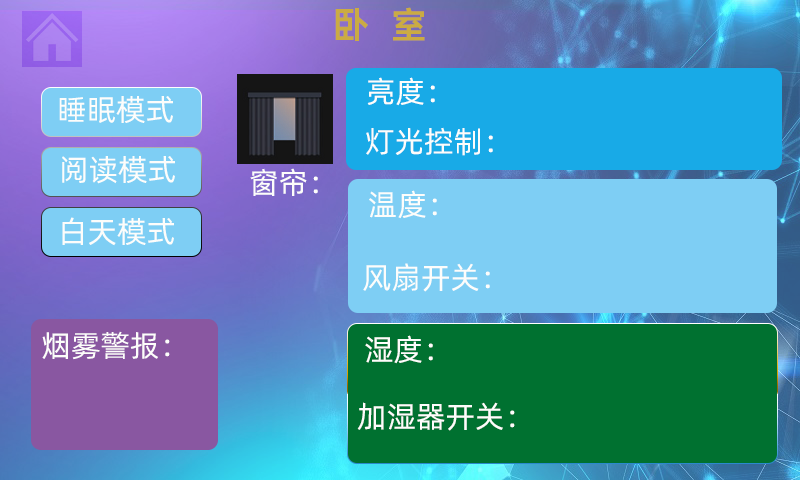 卧 室
睡眠模式
阅读模式
白天模式
窗帘：
亮度：
灯光控制：
温度：
风扇开关：
烟雾警报：
湿度：
加湿器开关：